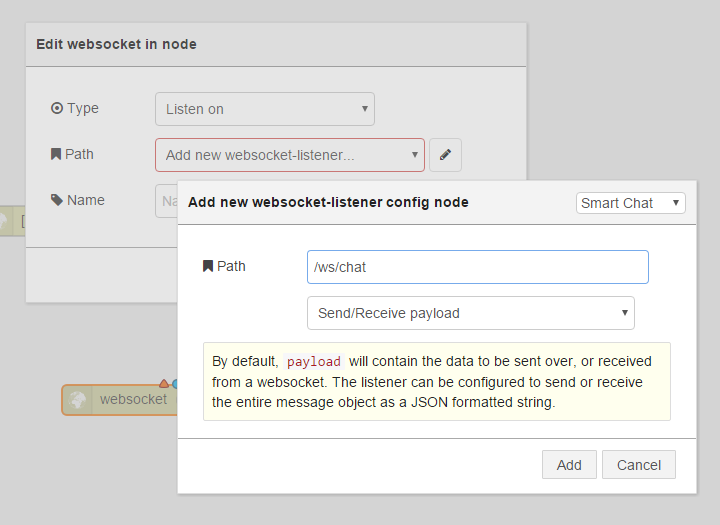 Edit websocket in node
Type
Listen on
Path
Add new websocket-listener...
Name
Na
[
Add new websocket-listener config node
Smart Chat
Path
/ws/chat
Send/Receive payload
By default, payload will contain the data to be sent over, or received
from a websocket. The listener can be configured to send or receive
the entire message object as a JSON formatted string.
websocket
Add
Cancel